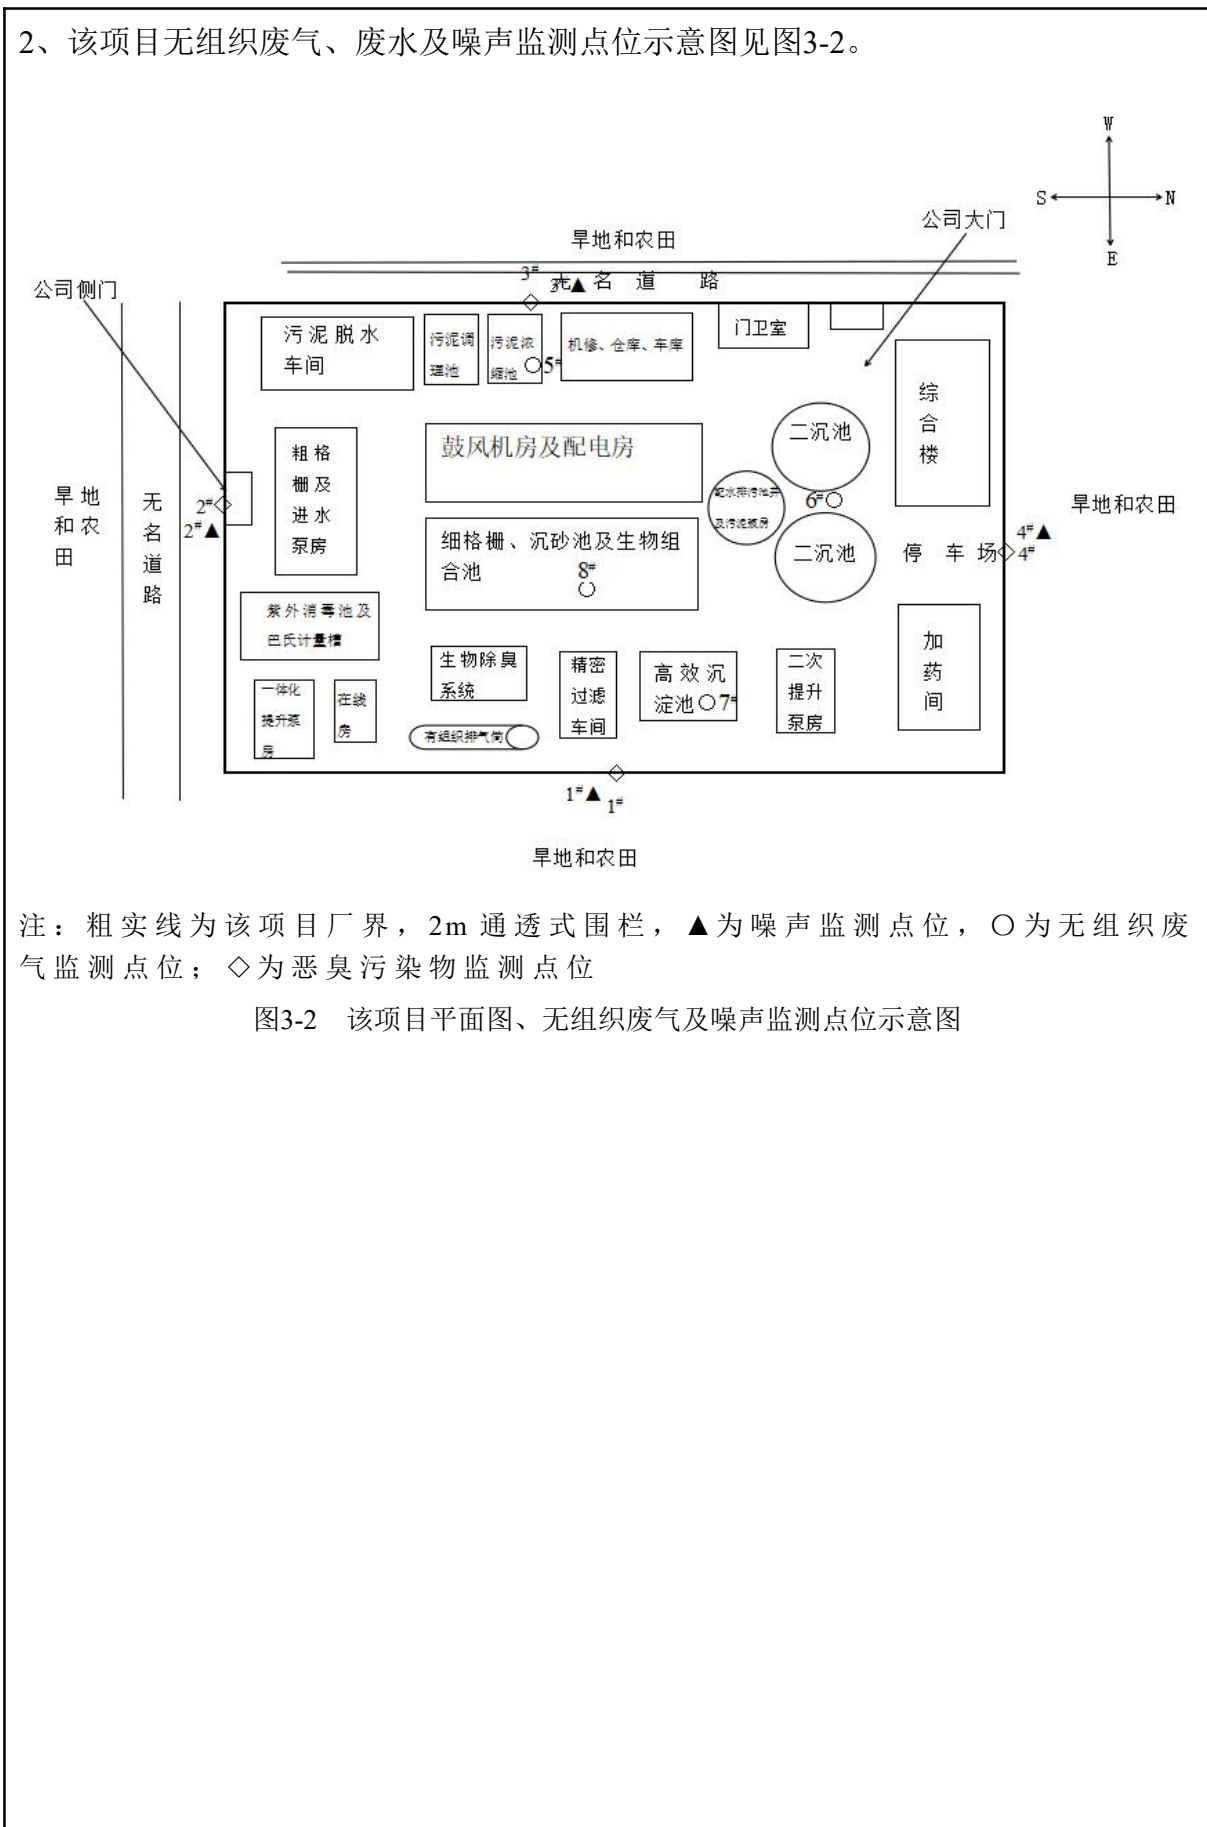 2、该项目无组织废气、废水及噪声监测点位示意图见图3-2。
W
S
N
E
公司大门
旱地和农田
公司侧门
3#
3#▲
无名道路
污泥脱水
车间
污泥调
理池
污泥浓
缩池
5#
机修、仓库、车库
门卫室
综
合
楼
粗格
栅及
进水
泵房
鼓风机房及配电房
二沉池
配水排污池井
及污泥泵房
6#
旱地
和农
田
无
名
道
路
2#
2#▲
细格栅、沉砂池及生物组
合池
8#
二沉池
停车场
4#▲
4#
旱地和农田
紫外消毒池及
巴氏计量槽
生物除臭
系统
精密
过滤
车间
高效沉
淀池
7#
二次
提升
泵房
加
药
间
一体化
提升泵
房
在线
房
有组织排气筒
1#▲
1#
旱地和农田
注：粗实线为该项目厂界，2m 通透式围栏，▲为噪声监测点位，○为无组织废
气监测点位；◇为恶臭污染物监测点位
图3-2 该项目平面图、无组织废气及噪声监测点位示意图